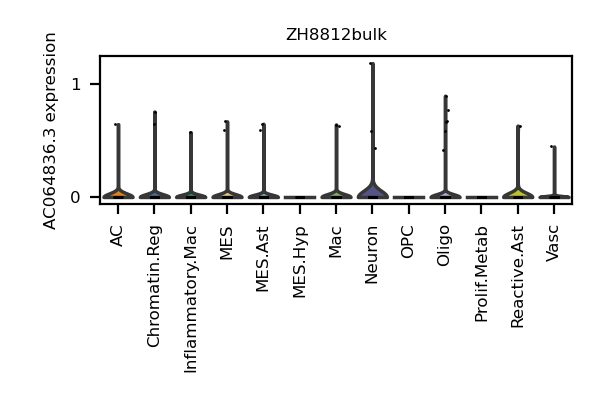 ZH8812bulk
AC064836.3 expression
1
0
AC
Chromatin.Reg
Inflammatory.Mac
MES
MES.Ast
MES.Hyp
Mac
Neuron
OPC
Oligo
Prolif.Metab
Reactive.Ast
Vasc